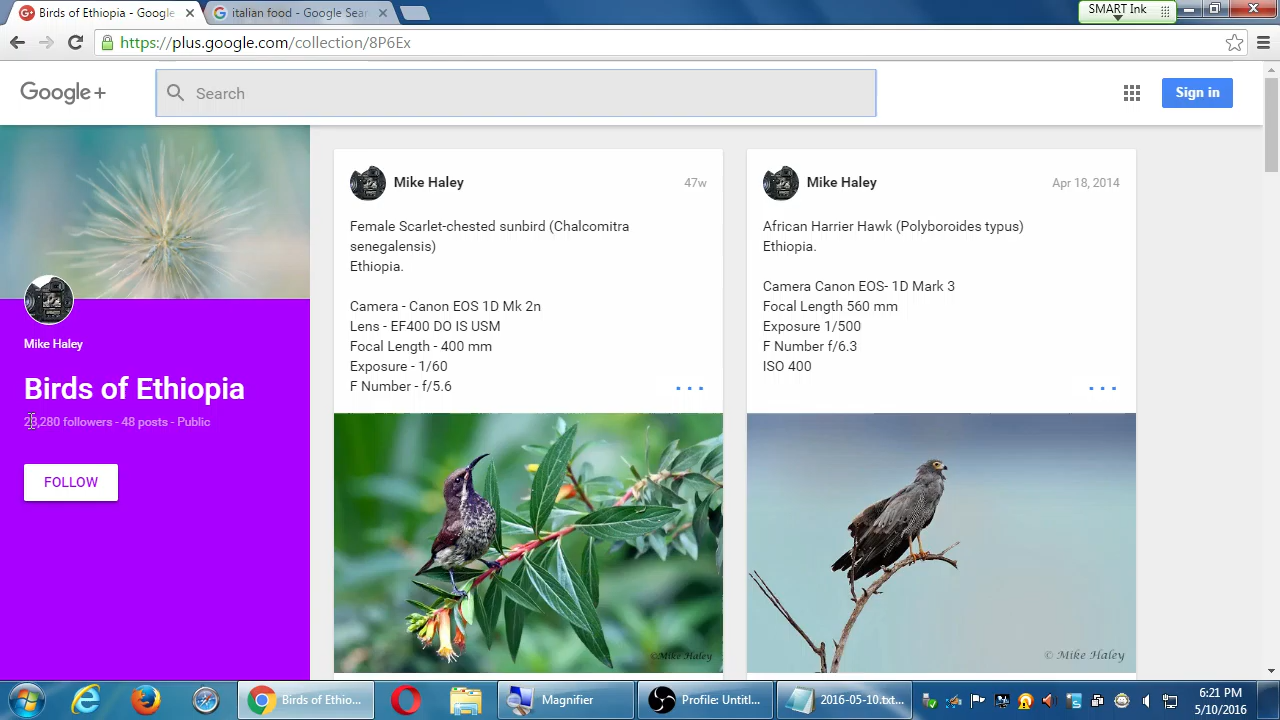 Birds of Ethiopia - Google
italian food - Google Sear
SMART Ink
https://plus.google.com/collection/8P6Ex
Google+
Search
Sign in
Mike Haley
Birds of Ethiopia
23,280 followers - 48 posts - Public
FOLLOW
Mike Haley
47w
Female Scarlet-chested sunbird (Chalcomitra
senegalensis)
Ethiopia.
Camera - Canon EOS 1D Mk 2n
Lens - EF400 DO IS USM
Focal Length - 400 mm
Exposure - 1/60
F Number - f/5.6
©Mike Haley
Mike Haley
Apr 18, 2014
African Harrier Hawk (Polyboroides typus)
Ethiopia.
Camera Canon EOS- 1D Mark 3
Focal Length 560 mm
Exposure 1/500
F Number f/6.3
ISO 400
© Mike Haley
Birds of Ethio...
Magnifier
Profile: Untitl...
2016-05-10.txt...
6:21 PM
5/10/2016